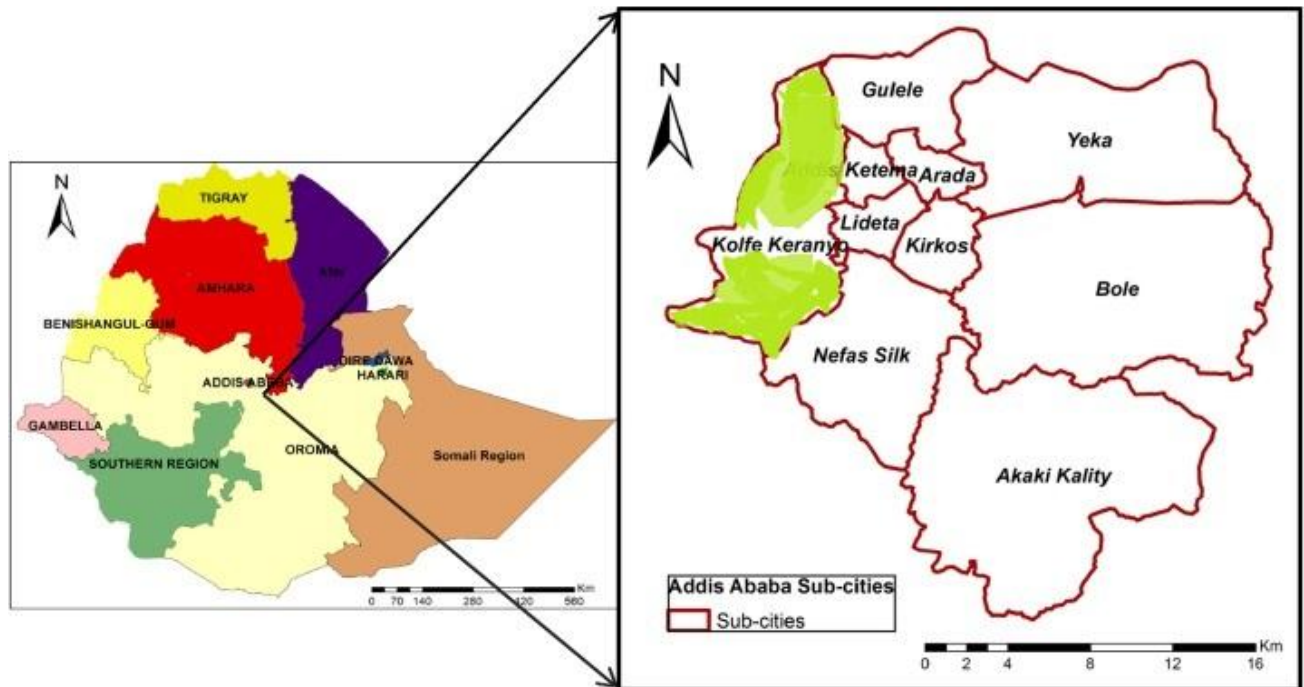 N
TIGRAY
AMHARA
BENISHANGUL-GUM
DIRE DAWA
ADDIS ABEBA
HARARI
GAMBELLA
SOUTHERN REGION
OROMIA
Somali Region
Km
0 70 140 280 420 560
N
Gulele
Yeka
Addis Ketema
Arada
Lideta
Kolfe Keranyo
Kirkos
Bole
Nefas Silk
Akaki Kality
Addis Ababa Sub-cities
Sub-cities
Km
0 2 4 8 12 16